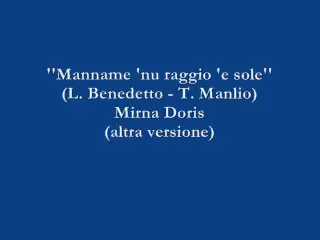 "Manname 'nu raggio 'e sole"
(L. Benedetto - T. Manlio)
Mirna Doris
(altra versione)